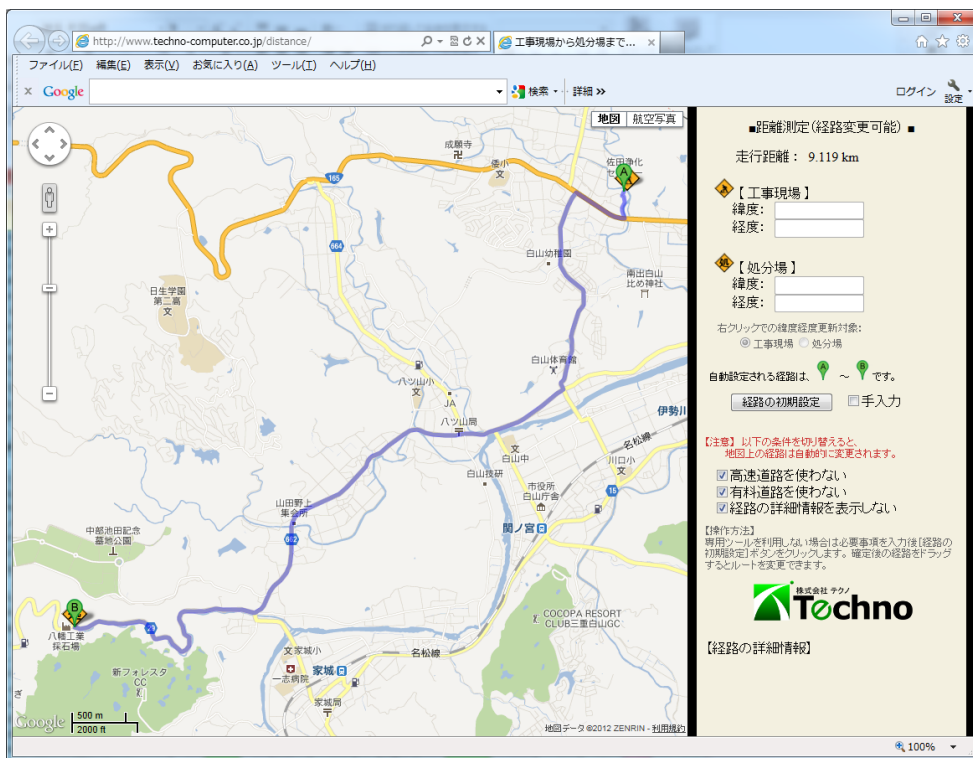 http://www.techno-computer.co.jp/distance/
工事現場から処分場まで...
ファイル(F) 編集(E) 表示(V) お気に入り(A) ツール(T) ヘルプ(H)
x Google 検索 詳細 >> ログイン 設定
地図 航空写真
成願寺
倭小
文
佐田浄化
A
165
664
白山幼稚園
南出白山
比め神社
日生学園
第二高
文
白山体育館
八ツ山小
文
JA
八ツ山局
伊勢川
名松線
文
白山中
川口小
文
白山技研
市役所
白山庁舎
15
山田野上
集会所
662
関ノ宮
中部池田記念
墓地公園
B
八幡工業
採石場
COCOPA RESORT
CLUB三重白山GC
文家城小
一志病院
家城
名松線
新フォレスタ
CC
家城局
ぎ
Google
500 m
2000 ft
地図データ ©2012 ZENRIN - 利用規約
■距離測定(経路変更可能) ■
走行距離： 9.119 km
【工事現場】
緯度：
経度：
処
【処分場】
緯度：
経度：
右クリックでの緯度経度更新対象：
工事現場 処分場
自動設定される経路は、 A ～ B です。
経路の初期設定 手入力
【注意】以下の条件を切り替えると、
地図上の経路は自動的に変更されます。
高速道路を使わない
有料道路を使わない
経路の詳細情報を表示しない
【操作方法】
専用ツールを利用しない場合は必要事項を入力後[経路の
初期設定]ボタンをクリックします。確定後の経路をドラッグ
するとルートを変更できます。
株式会社 テクノ
Techno
【経路の詳細情報】
100%